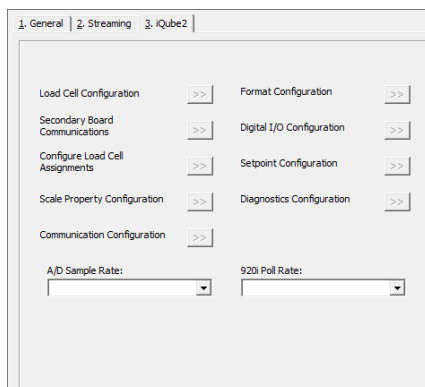 1. General 2. Streaming 3. iQube2
Load Cell Configuration >> Format Configuration >>
Secondary Board
Communications >> Digital I/O Configuration >>
Configure Load Cell
Assignments >> Setpoint Configuration >>
Scale Property Configuration >> Diagnostics Configuration >>
Communication Configuration >>
A/D Sample Rate: 920i Poll Rate: